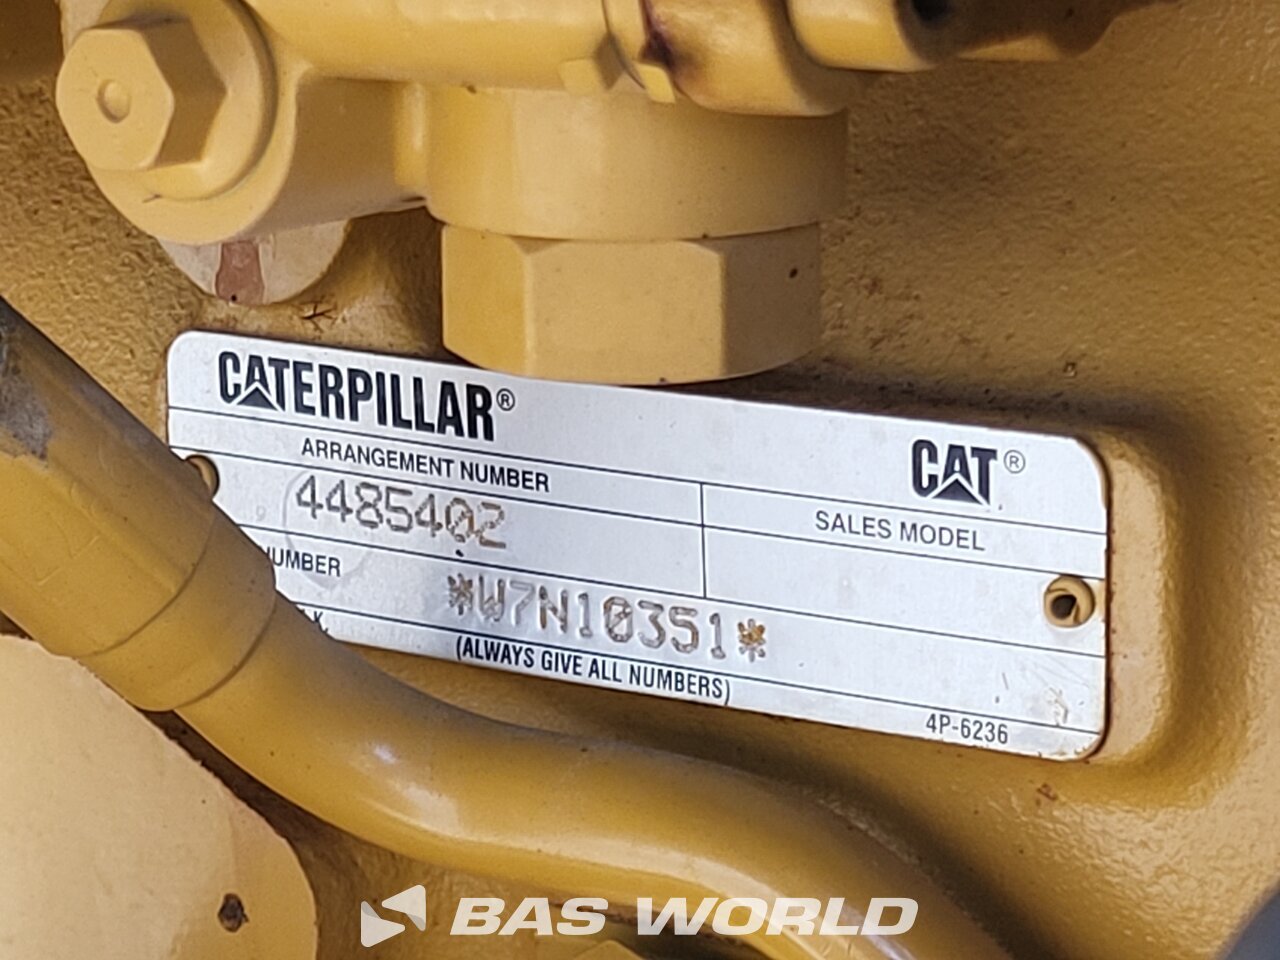 CATERPILLAR®
CAT®
ARRANGEMENT NUMBER
SALES MODEL
4485402
NUMBER
*W7N10351*
(ALWAYS GIVE ALL NUMBERS)
4P-6236
BAS WORLD